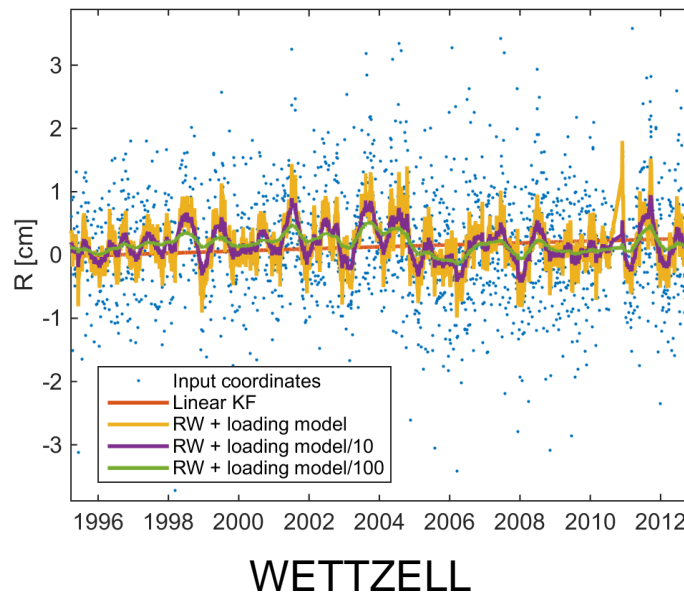 3
2
1
0
-1
-2
-3
R [cm]
Input coordinates
Linear KF
RW + loading model
RW + loading model/10
RW + loading model/100
1996 1998 2000 2002 2004 2006 2008 2010 2012
WETTZELL